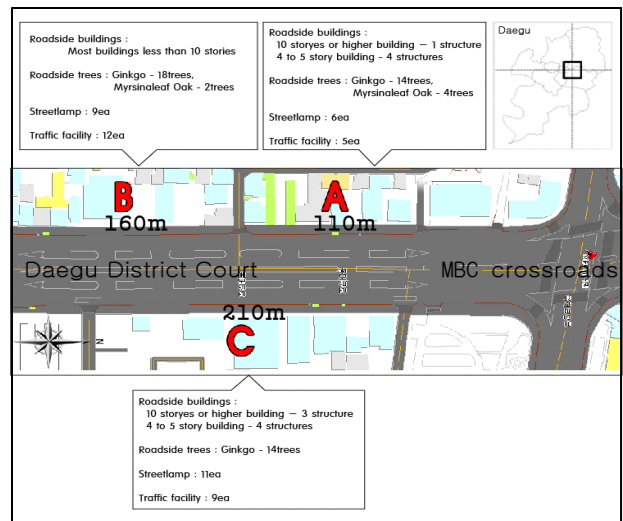 Roadside buildings :
Most buildings less than 10 stories
Roadside trees : Ginkgo - 18trees,
Myrsinaleaf Oak - 2trees
Streetlamp : 9ea
Traffic facility : 12ea
Roadside buildings :
10 storyes or higher building – 1 structure
4 to 5 story building - 4 structures
Roadside trees : Ginkgo - 14trees,
Myrsinaleaf Oak - 4trees
Streetlamp : 6ea
Traffic facility : 5ea
Daegu
B
160m
A
110m
Daegu District Court
MBC crossroads
210m
C
N
Roadside buildings :
10 storyes or higher building – 3 structure
4 to 5 story building - 4 structures
Roadside trees : Ginkgo - 14trees
Streetlamp : 11ea
Traffic facility : 9ea